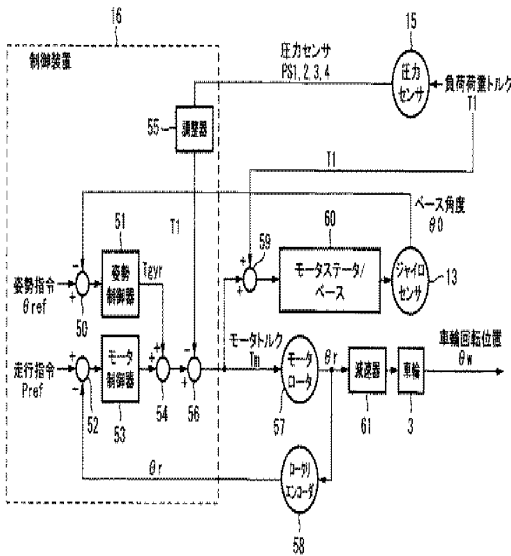 16
15
制御装置
圧力センサ
PS1, 2, 3, 4
圧力
センサ
負荷荷重トルク
T1
55
調整器
T1
ベース角度
θ0
51
T1
59
60
姿勢指令
θref
50
姿勢
制御器
Tgyr
モータステータ/
ベース
ジャイロ
センサ
13
モータトルク
Tm
車輪回転位置
θw
走行指令
Pref
52
モータ
制御器
53
54
56
モータ
ロータ
57
θr
減速器
61
車輪
3
θr
ロータリ
エンコーダ
58